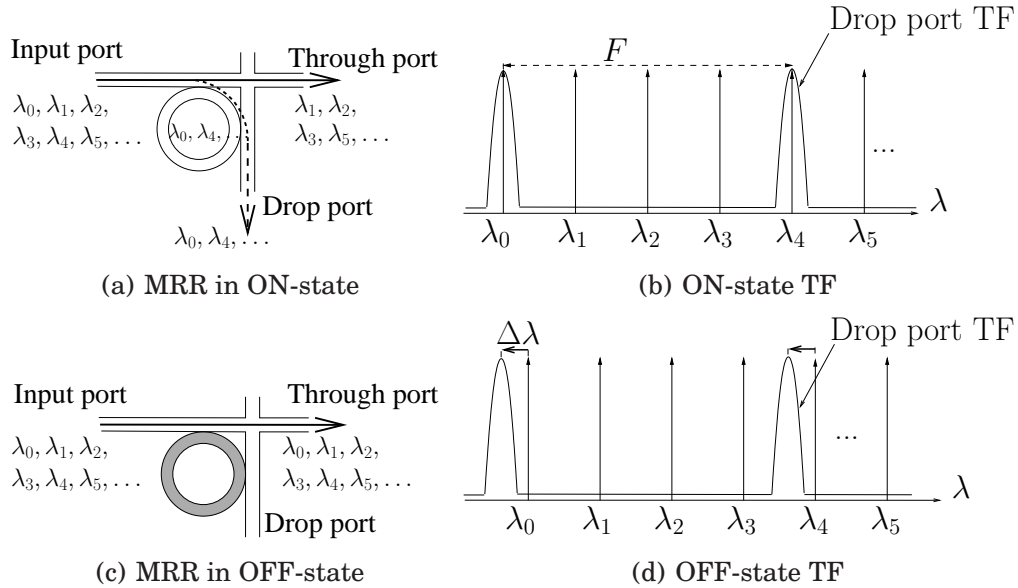 Input port
Through port
λ₀, λ₁, λ₂,
λ₃, λ₄, λ₅, . . .
λ₀, λ₄, . . .
λ₁, λ₂,
λ₃, λ₅, . . .
Drop port
λ₀, λ₄, . . .
(a) MRR in ON-state
Drop port TF
F
...
λ
λ₀ λ₁ λ₂ λ₃ λ₄ λ₅
(b) ON-state TF
Input port
Through port
λ₀, λ₁, λ₂,
λ₃, λ₄, λ₅, . . .
λ₀, λ₁, λ₂,
λ₃, λ₄, λ₅, . . .
Drop port
(c) MRR in OFF-state
Δλ
Drop port TF
...
λ
λ₀ λ₁ λ₂ λ₃ λ₄ λ₅
(d) OFF-state TF